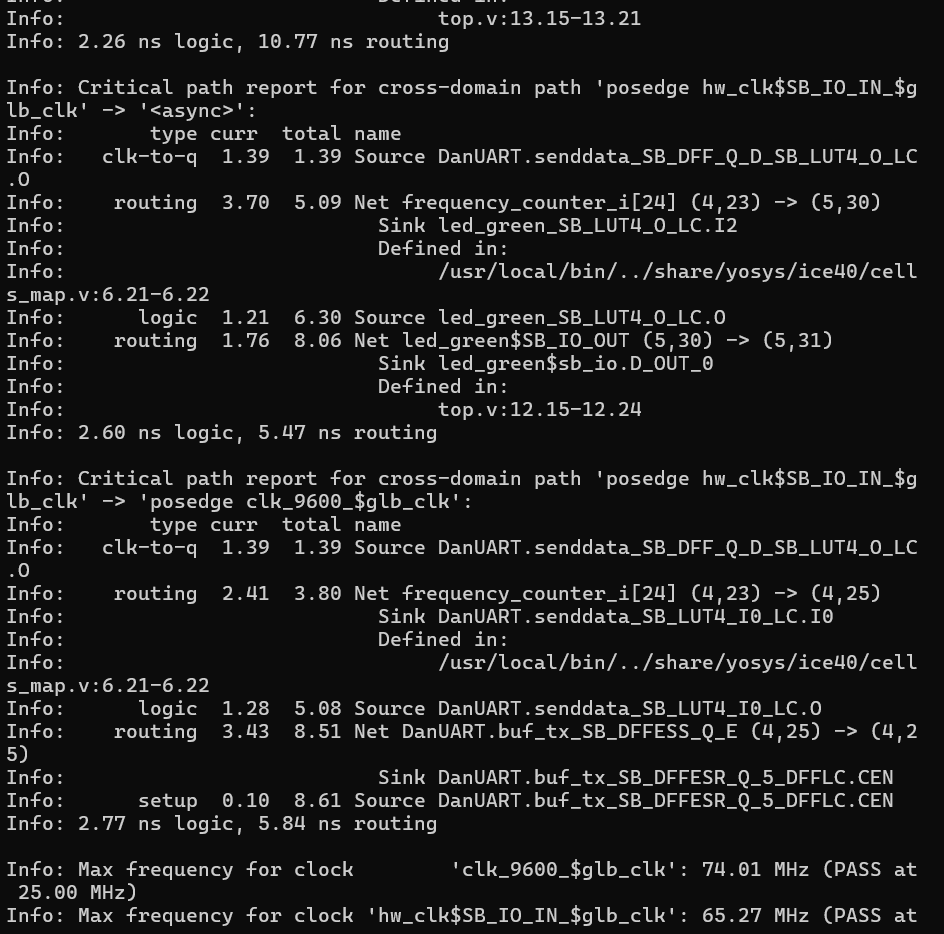 Info:                               top.v:13.15-13.21
Info: 2.26 ns logic, 10.77 ns routing

Info: Critical path report for cross-domain path 'posedge hw_clk$SB_IO_IN_$g
lb_clk' -> '<async>':
Info:       type curr  total name
Info:   clk-to-q  1.39  1.39 Source DanUART.senddata_SB_DFF_Q_D_SB_LUT4_O_LC
.O
Info:    routing  3.70  5.09 Net frequency_counter_i[24] (4,23) -> (5,30)
Info:                          Sink led_green_SB_LUT4_O_LC.I2
Info:                          Defined in:
Info:                               /usr/local/bin/../share/yosys/ice40/cell
s_map.v:6.21-6.22
Info:      logic  1.21  6.30 Source led_green_SB_LUT4_O_LC.O
Info:    routing  1.76  8.06 Net led_green$SB_IO_OUT (5,30) -> (5,31)
Info:                          Sink led_green$sb_io.D_OUT_0
Info:                          Defined in:
Info:                               top.v:12.15-12.24
Info: 2.60 ns logic, 5.47 ns routing

Info: Critical path report for cross-domain path 'posedge hw_clk$SB_IO_IN_$g
lb_clk' -> 'posedge clk_9600_$glb_clk':
Info:       type curr  total name
Info:   clk-to-q  1.39  1.39 Source DanUART.senddata_SB_DFF_Q_D_SB_LUT4_O_LC
.O
Info:    routing  2.41  3.80 Net frequency_counter_i[24] (4,23) -> (4,25)
Info:                          Sink DanUART.senddata_SB_LUT4_I0_LC.I0
Info:                          Defined in:
Info:                               /usr/local/bin/../share/yosys/ice40/cell
s_map.v:6.21-6.22
Info:      logic  1.28  5.08 Source DanUART.senddata_SB_LUT4_I0_LC.O
Info:    routing  3.43  8.51 Net DanUART.buf_tx_SB_DFFESS_Q_E (4,25) -> (4,2
5)
Info:                          Sink DanUART.buf_tx_SB_DFFESR_Q_5_DFFLC.CEN
Info:      setup  0.10  8.61 Source DanUART.buf_tx_SB_DFFESR_Q_5_DFFLC.CEN
Info: 2.77 ns logic, 5.84 ns routing

Info: Max frequency for clock        'clk_9600_$glb_clk': 74.01 MHz (PASS at
 25.00 MHz)
Info: Max frequency for clock 'hw_clk$SB_IO_IN_$glb_clk': 65.27 MHz (PASS at